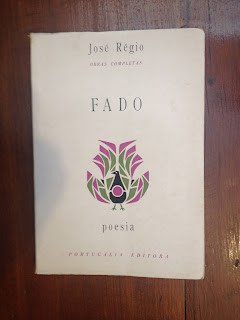 José Régio
OBRAS COMPLETAS
FADO
poesia
PORTUGÁLIA EDITORA